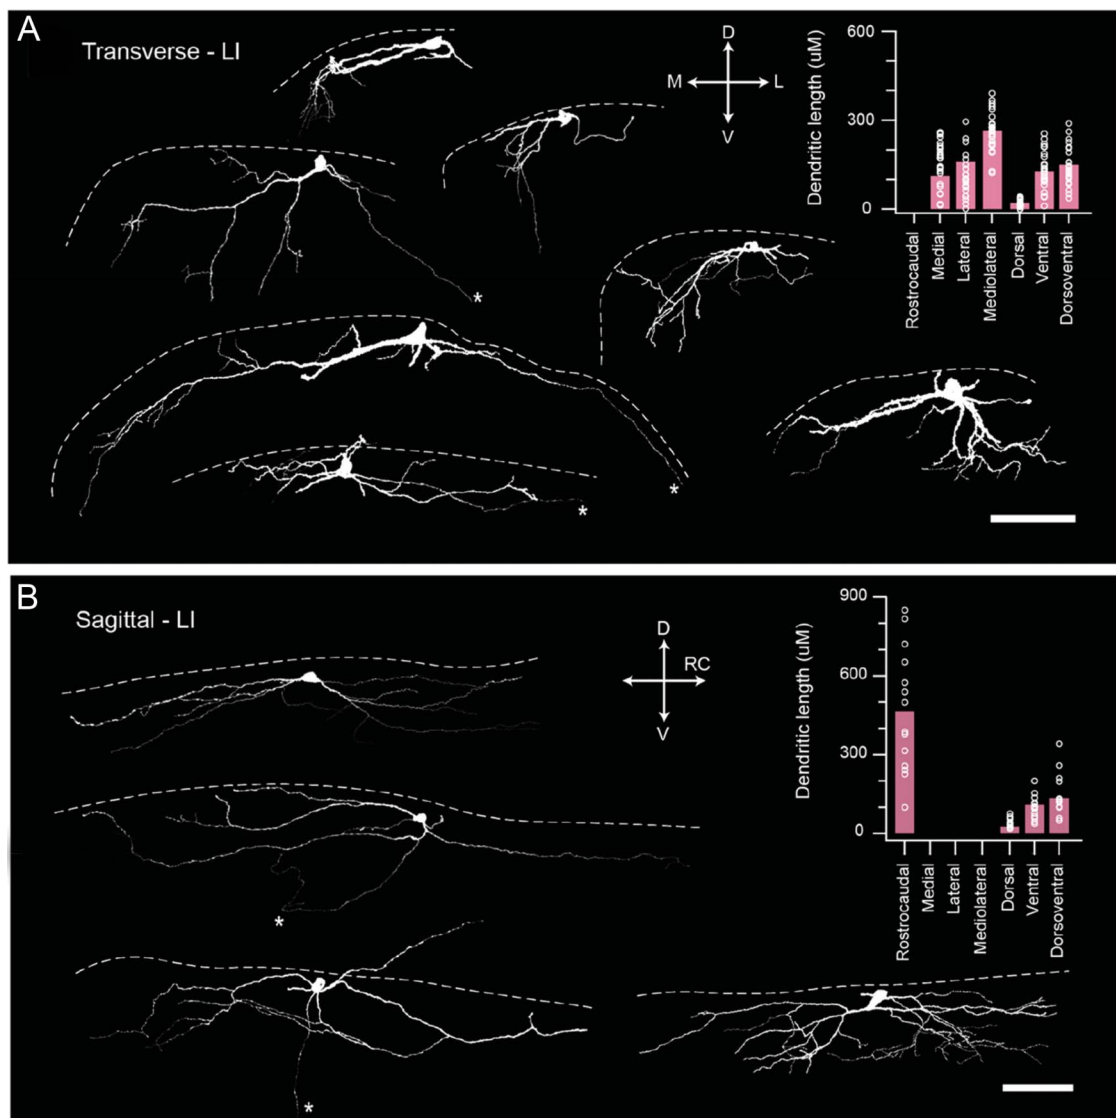 A
Transverse - LI
D
M
L
V
*
*
*
Dendritic length (uM)
600
300
0
Rostrocaudal
Medial
Lateral
Mediolateral
Dorsal
Ventral
Dorsoventral
B
Sagittal - LI
D
RC
V
*
*
Dendritic length (uM)
900
600
300
0
Rostrocaudal
Medial
Lateral
Mediolateral
Dorsal
Ventral
Dorsoventral